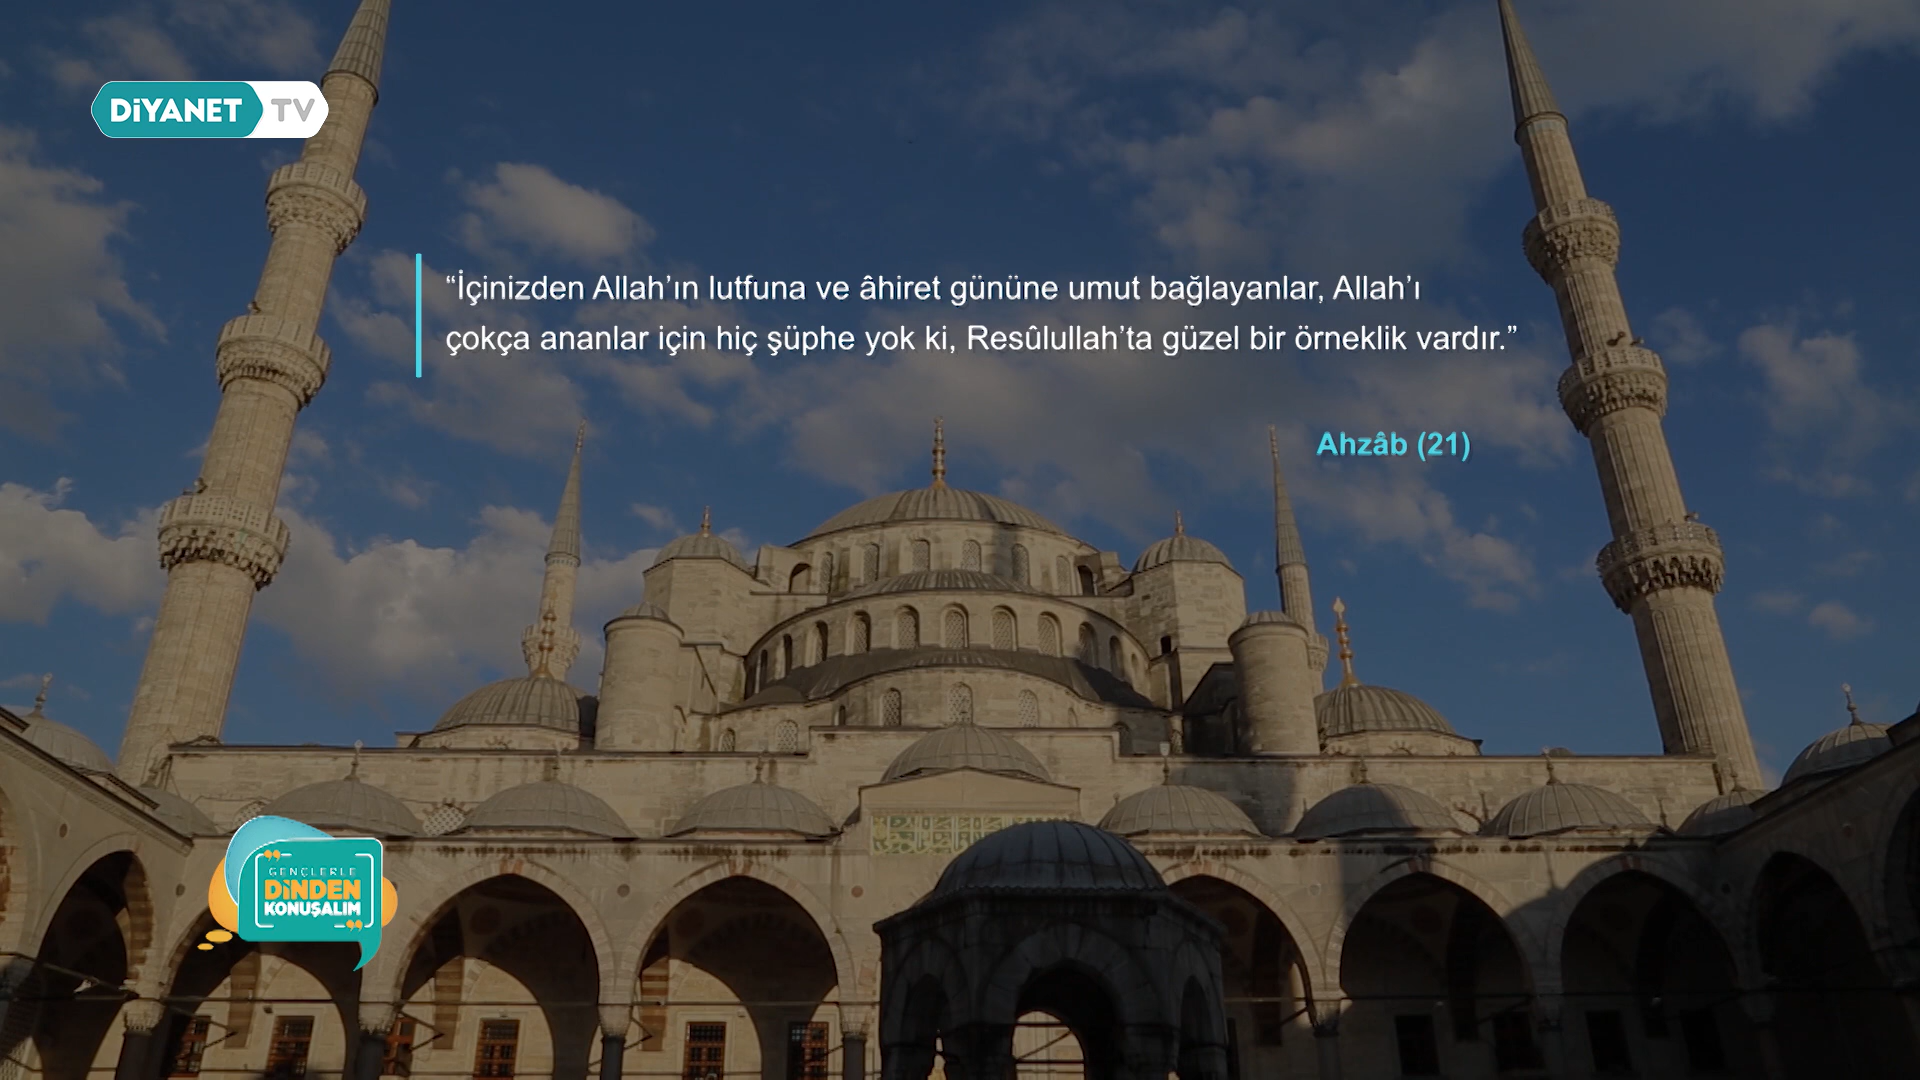 DİYANET TV
“İçinizden Allah’ın lutfuna ve âhiret gününe umut bağlayanlar, Allah’ı
çokça ananlar için hiç şüphe yok ki, Resûlullah’ta güzel bir örneklik vardır.”
Ahzâb (21)
GENÇLERLE
DİNDEN
KONUŞALIM